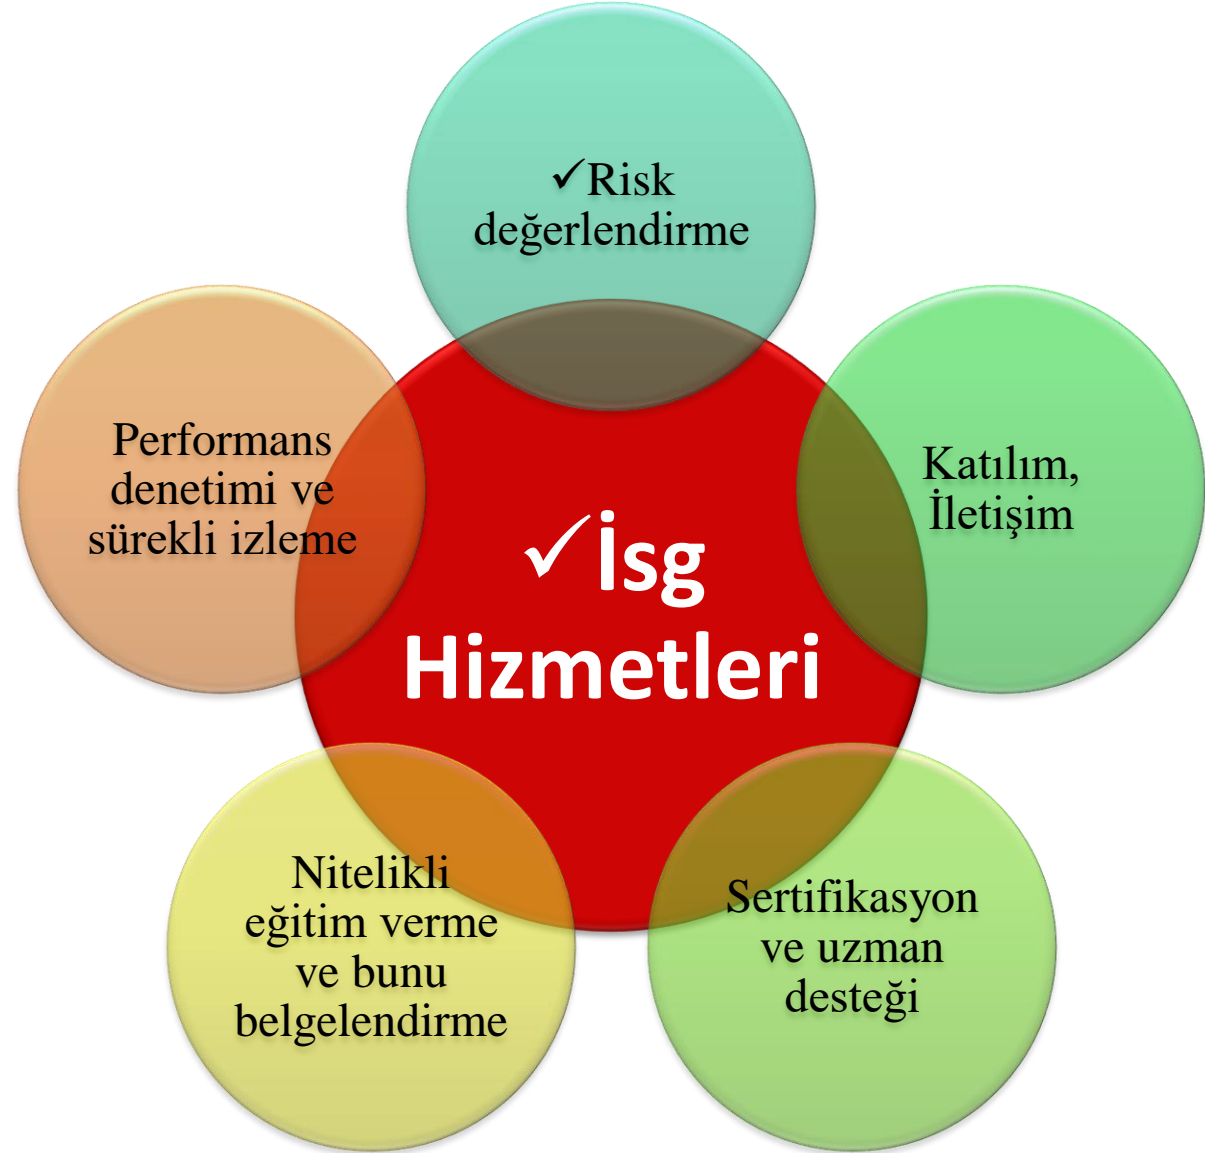 ✓Risk
değerlendirme
Performans
denetimi ve
sürekli izleme
Katılım,
İletişim
✓İsg
Hizmetleri
Nitelikli
eğitim verme
ve bunu
belgelendirme
Sertifikasyon
ve uzman
desteği